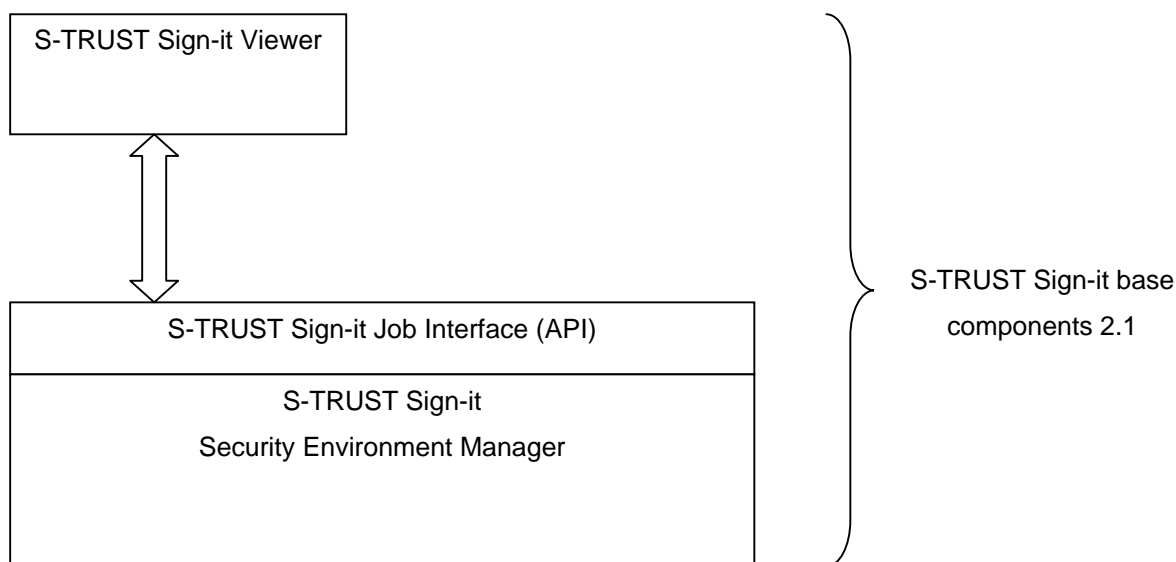 S-TRUST Sign-it Viewer
S-TRUST Sign-it Job Interface (API)
S-TRUST Sign-it
Security Environment Manager
S-TRUST Sign-it base
components 2.1